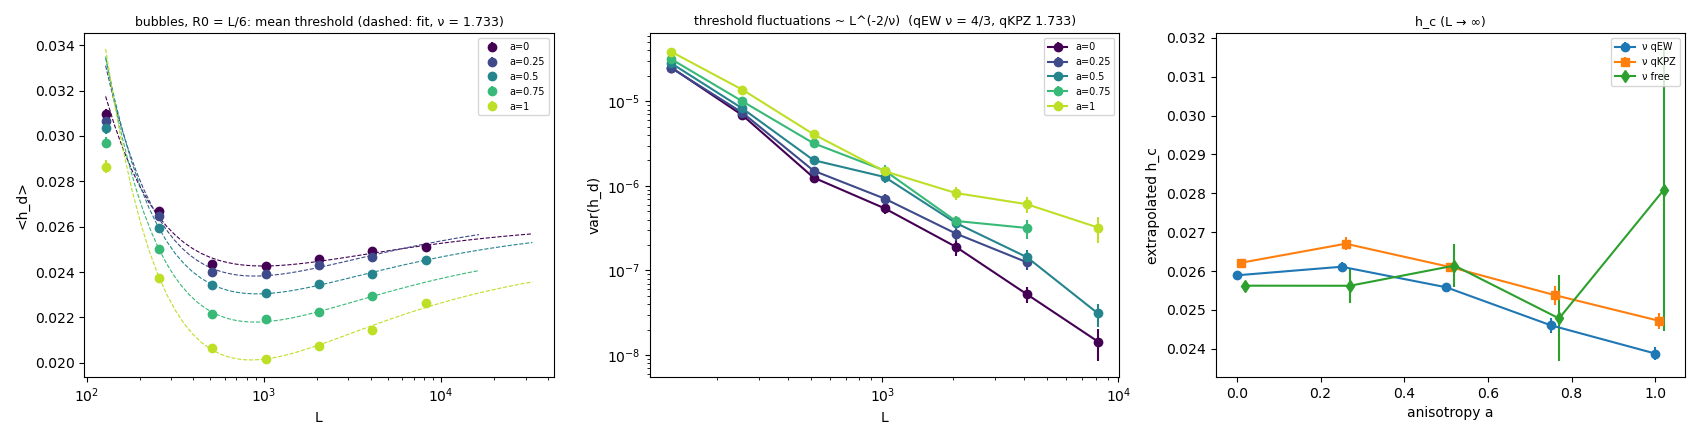 bubbles, R0 = L/6: mean threshold (dashed: fit, ν = 1.733)
<h_d>
0.034
0.032
0.030
0.028
0.026
0.024
0.022
0.020
10²
10³
10⁴
L
a=0
a=0.25
a=0.5
a=0.75
a=1
threshold fluctuations ~ L^(-2/ν)  (qEW ν = 4/3, qKPZ 1.733)
var(h_d)
10⁻⁵
10⁻⁶
10⁻⁷
10⁻⁸
10³
10⁴
L
a=0
a=0.25
a=0.5
a=0.75
a=1
h_c (L → ∞)
extrapolated h_c
0.032
0.031
0.030
0.029
0.028
0.027
0.026
0.025
0.024
0.0
0.2
0.4
0.6
0.8
1.0
anisotropy a
ν qEW
ν qKPZ
ν free